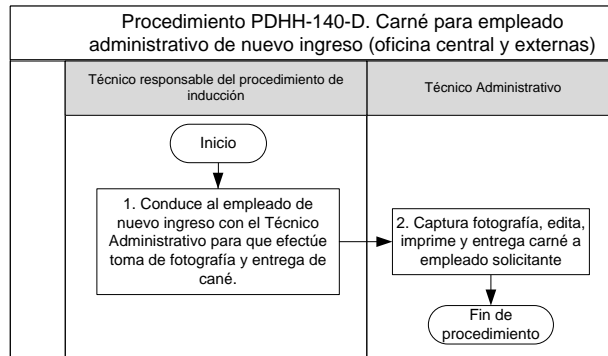 Procedimiento PDHH-140-D. Carné para empleado
administrativo de nuevo ingreso (oficina central y externas)
Técnico responsable del procedimiento de
inducción
Técnico Administrativo
Inicio
1. Conduce al empleado de
nuevo ingreso con el Técnico
Administrativo para que efectúe
toma de fotografía y entrega de
cané.
2. Captura fotografía, edita,
imprime y entrega carné a
empleado solicitante
Fin de
procedimiento